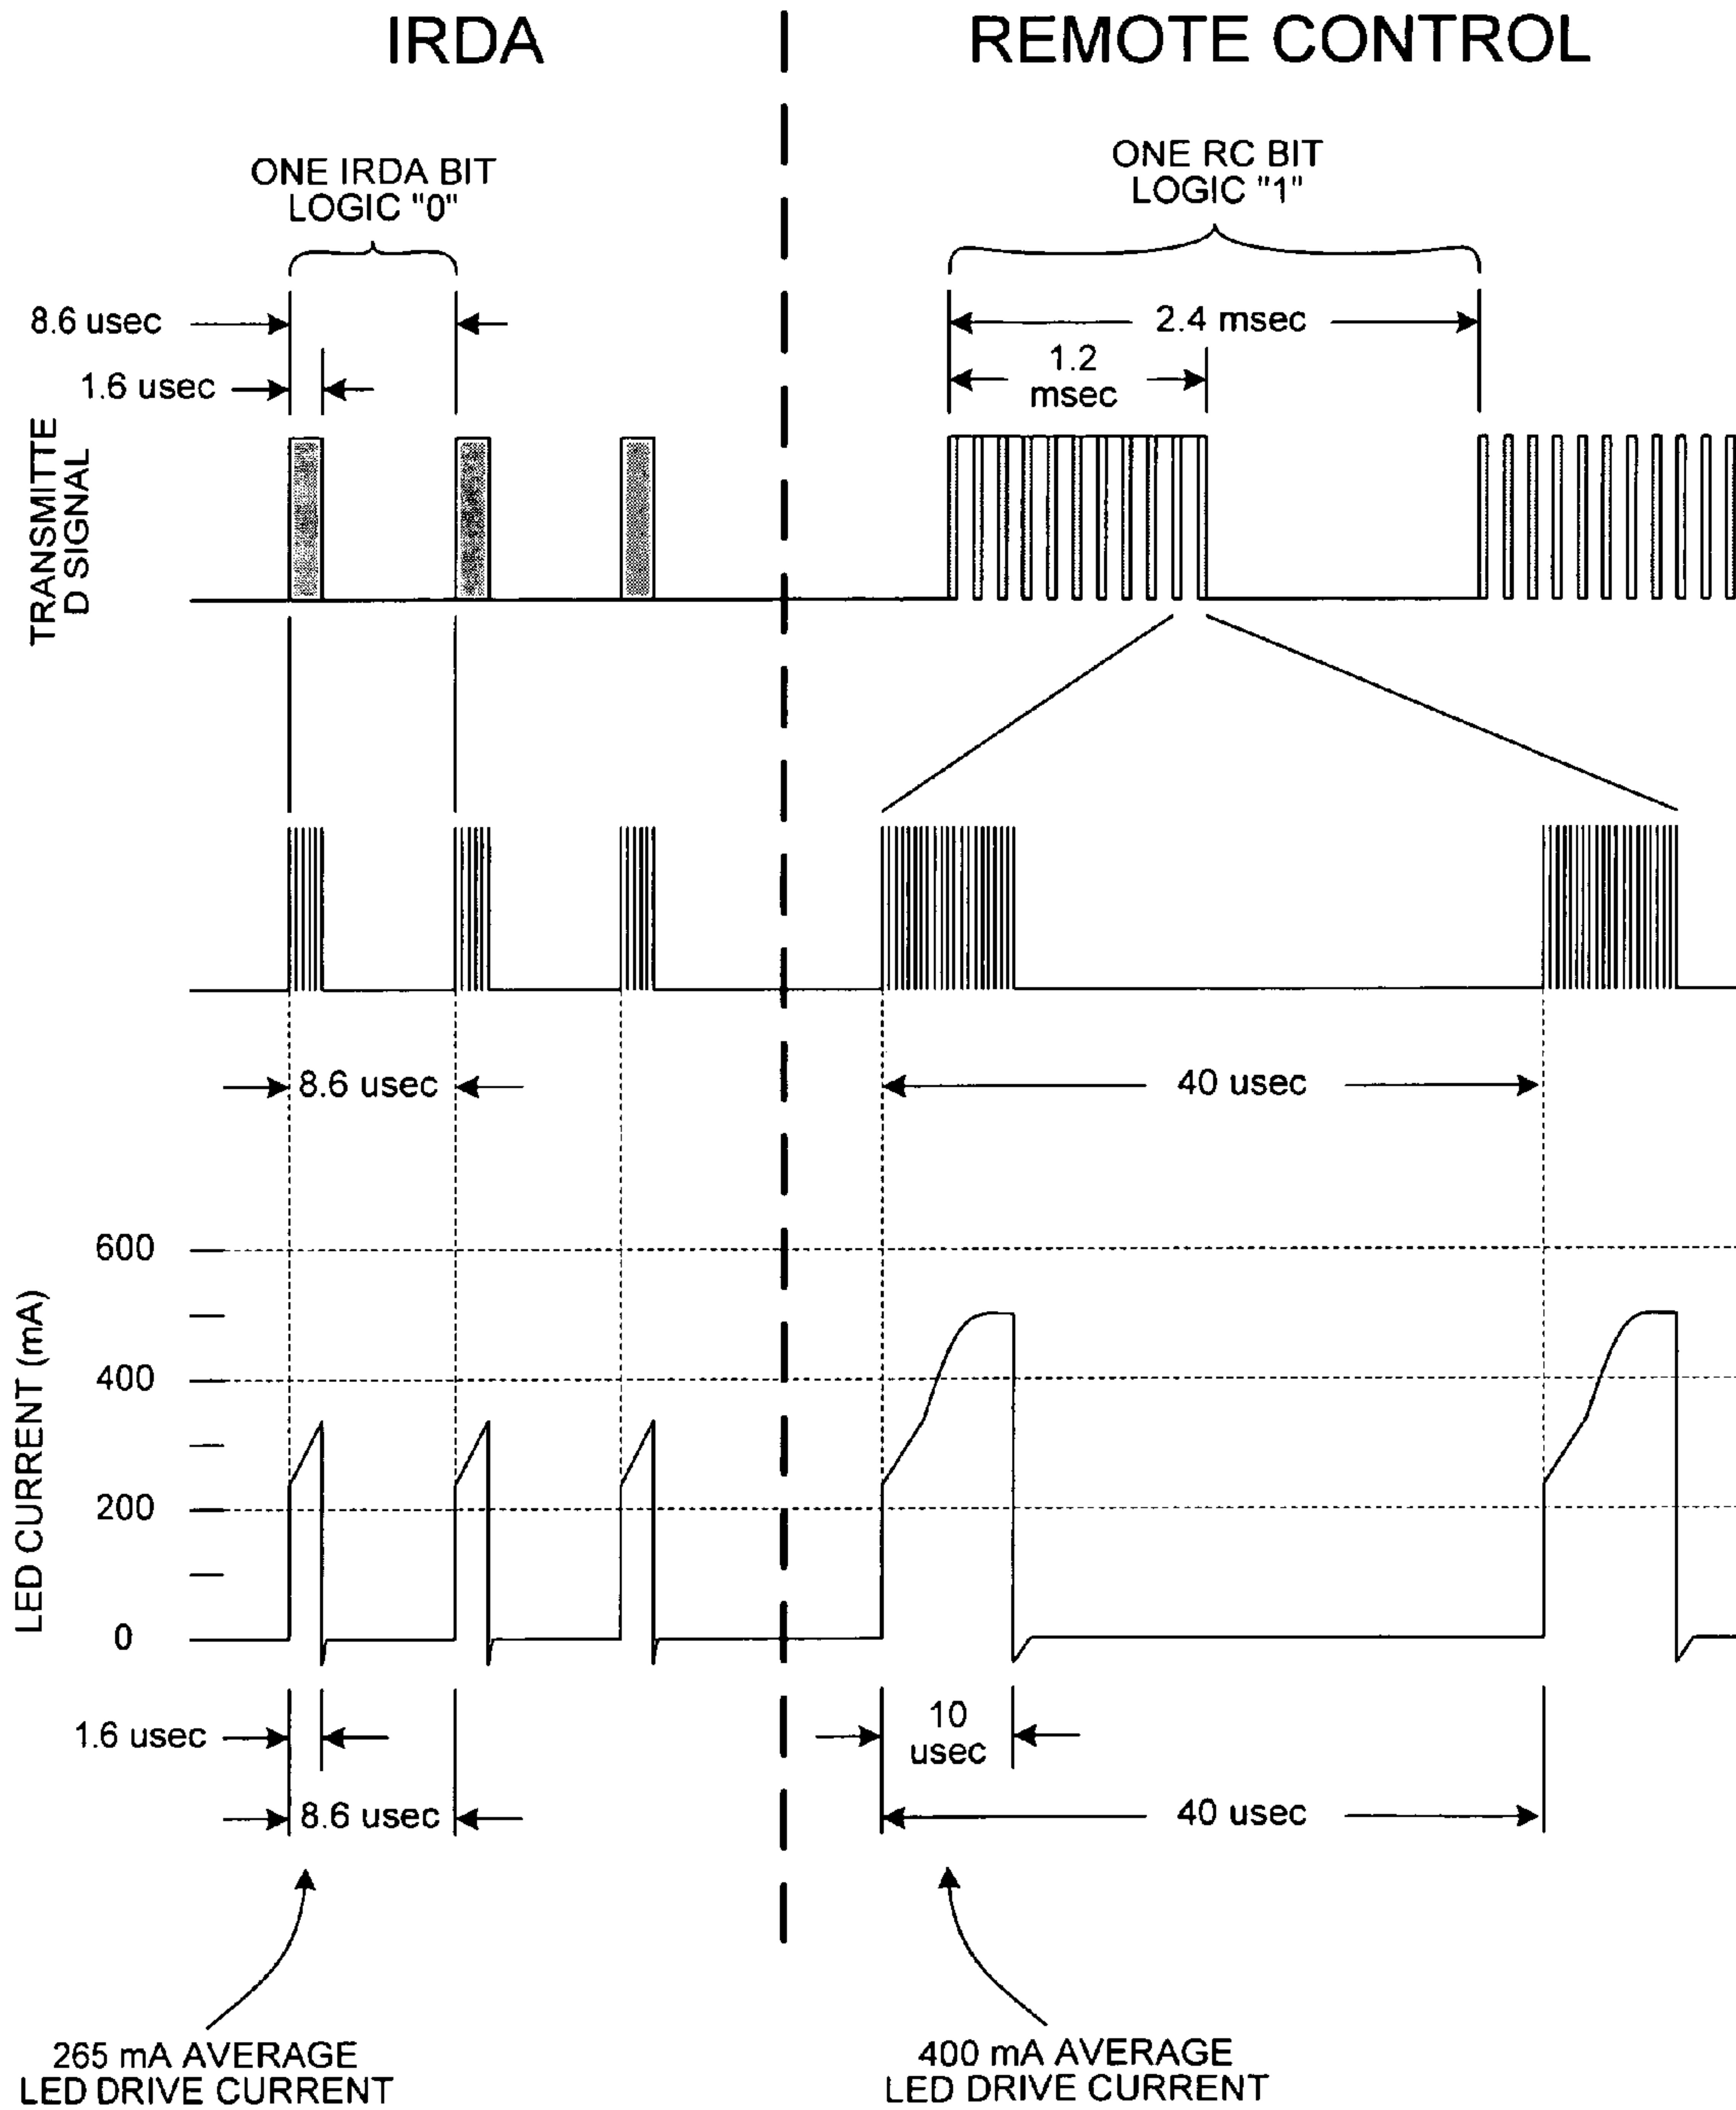 IRDA
REMOTE CONTROL
ONE IRDA BIT
LOGIC "0"
ONE RC BIT
LOGIC "1"
8.6 usec
2.4 msec
1.6 usec
1.2
msec
TRANSMITTE
D SIGNAL
8.6 usec
40 usec
LED CURRENT (mA)
600
400
200
0
1.6 usec
10
usec
8.6 usec
40 usec
265 mA AVERAGE
LED DRIVE CURRENT
400 mA AVERAGE
LED DRIVE CURRENT